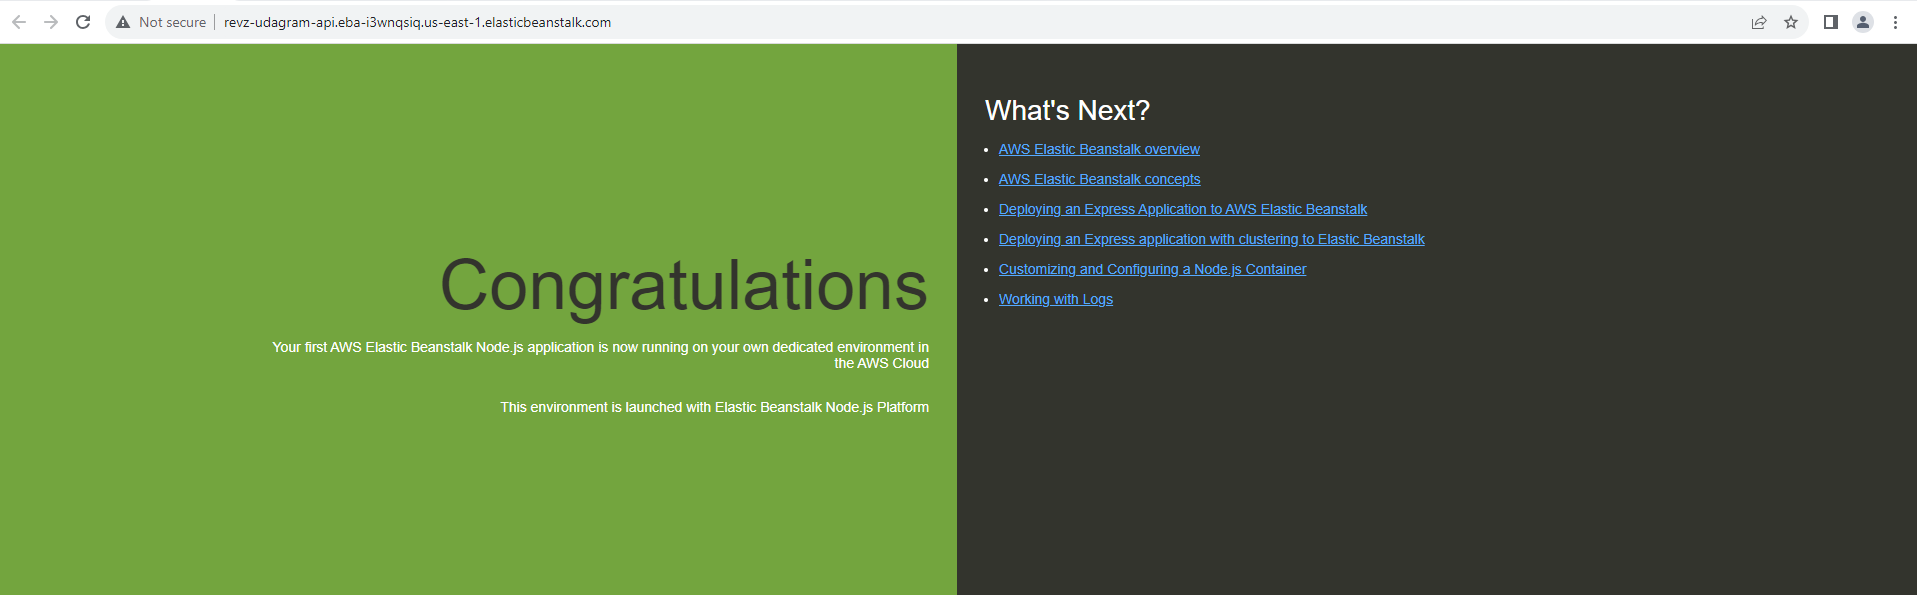 Not secure
revz-udagram-api.eba-i3wnqsiq.us-east-1.elasticbeanstalk.com
Congratulations
Your first AWS Elastic Beanstalk Node.js application is now running on your own dedicated environment in
the AWS Cloud
This environment is launched with Elastic Beanstalk Node.js Platform
What's Next?
AWS Elastic Beanstalk overview
AWS Elastic Beanstalk concepts
Deploying an Express Application to AWS Elastic Beanstalk
Deploying an Express application with clustering to Elastic Beanstalk
Customizing and Configuring a Node.js Container
Working with Logs